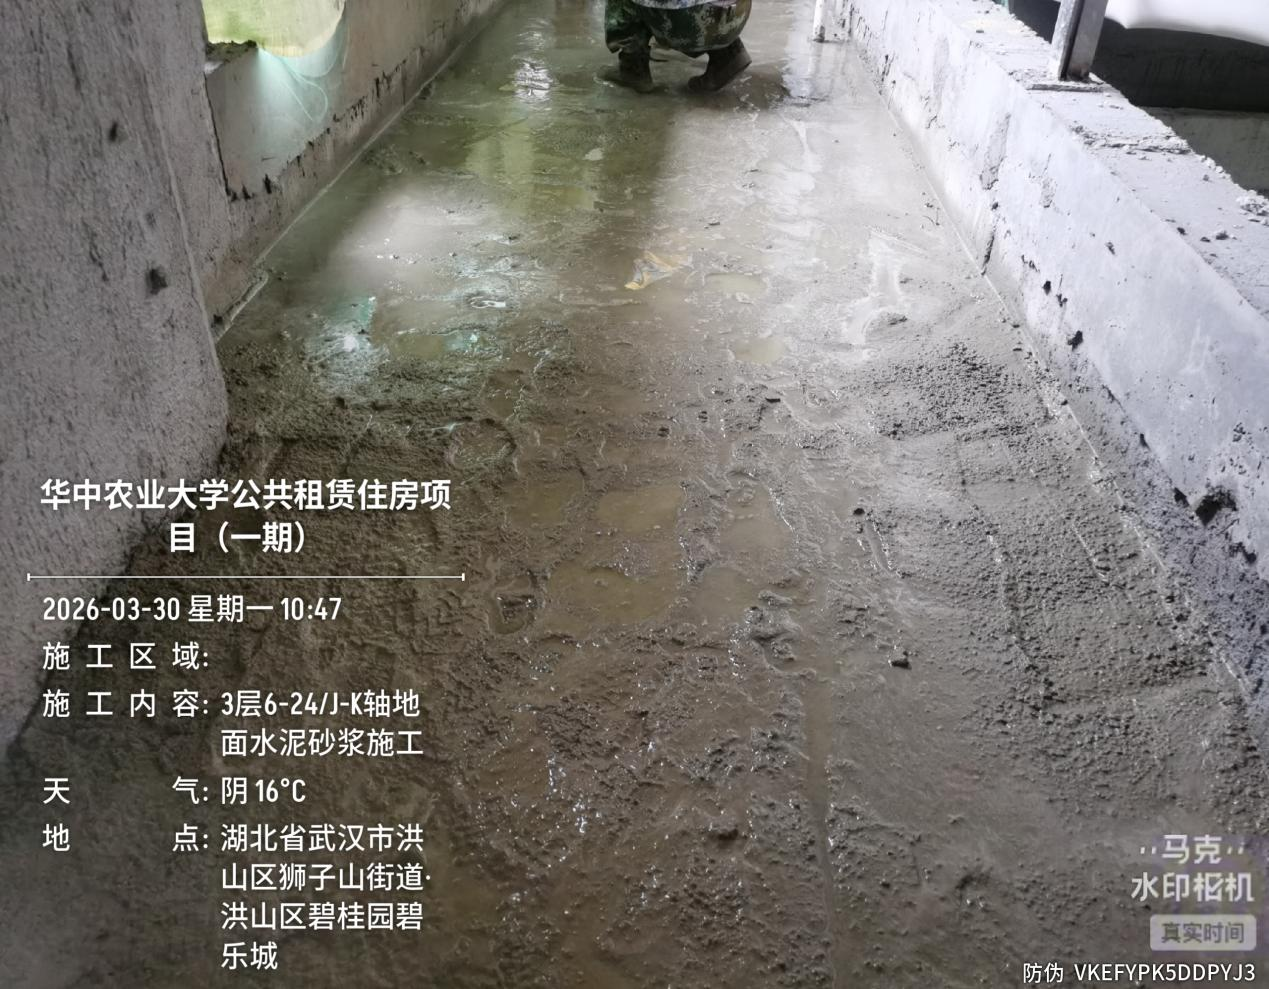 华中农业大学公共租赁住房项
目（一期）
2026-03-30 星期一 10:47
施工区域:
施工内容: 3层6-24/J-K轴地
面水泥砂浆施工
天气: 阴 16°C
地点: 湖北省武汉市洪
山区狮子山街道·
洪山区碧桂园碧
乐城
马克
水印相机
真实时间
防伪 VKEFYPK5DDPYJ3